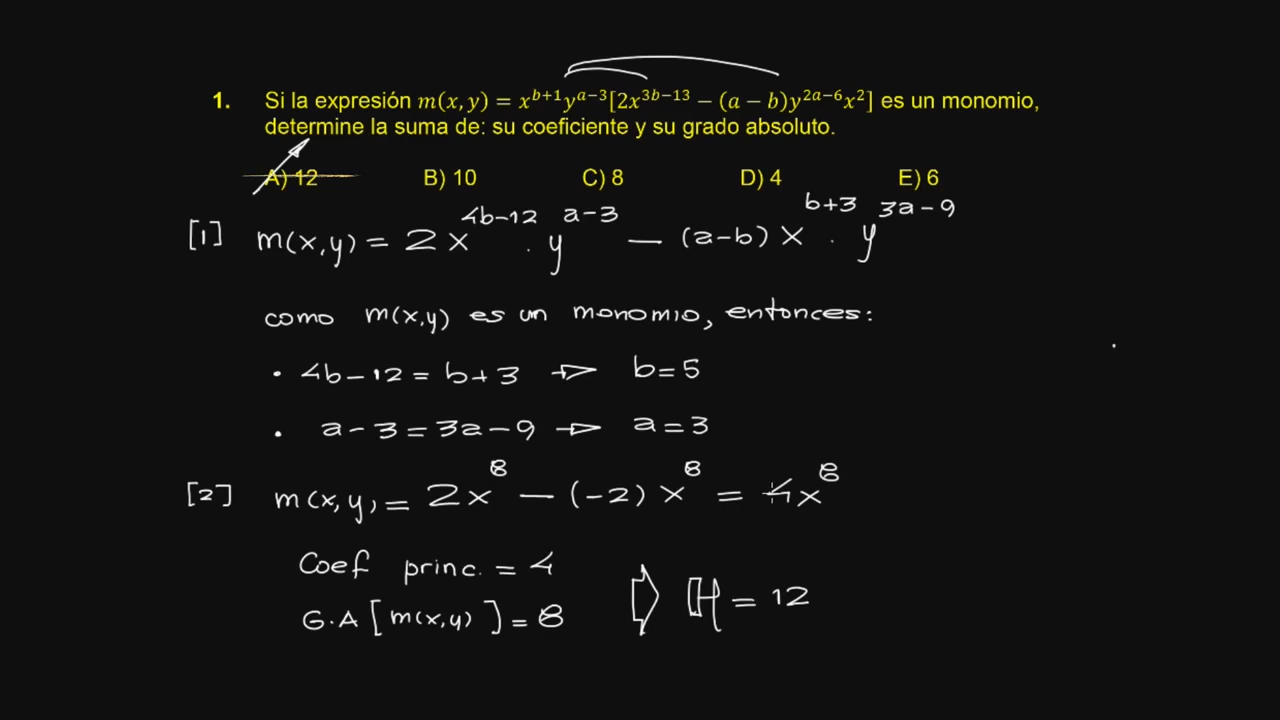 1. Si la expresión m(x, y) = x^{b+1}y^{a−3}[2x^{3b−13} − (a − b)y^{2a−6}x^2] es un monomio,
determine la suma de: su coeficiente y su grado absoluto.
A) 12 B) 10 C) 8 D) 4 E) 6
[1] m(x,y) = 2x^{4b−12} · y^{a−3} − (a−b) x^{b+3} · y^{3a−9}
como m(x,y) es un monomio, entonces:
• 4b−12 = b+3 → b=5
• a−3 = 3a−9 → a=3
[2] m(x,y) = 2x^8 − (−2) x^8 = 4x^8
Coef princ. = 4
G.A [m(x,y)] = 8 ⇨ H = 12